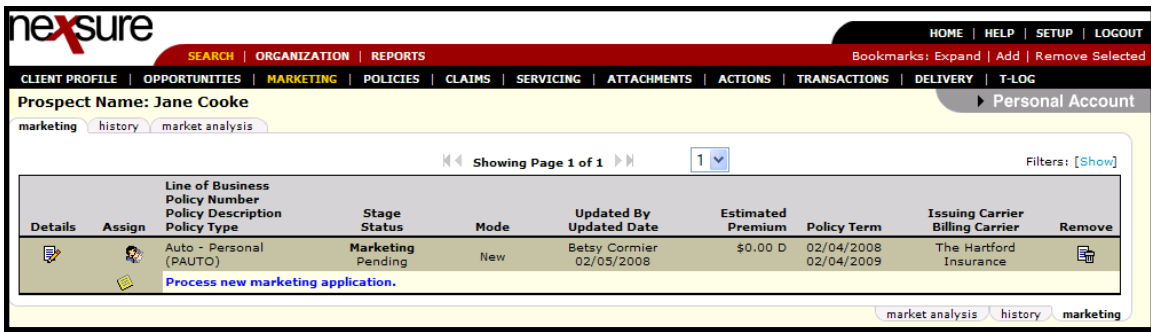 nexsure
HOME | HELP | SETUP | LOGOUT
SEARCH | ORGANIZATION | REPORTS
Bookmarks: Expand | Add | Remove Selected
CLIENT PROFILE | OPPORTUNITIES | MARKETING | POLICIES | CLAIMS | SERVICING | ATTACHMENTS | ACTIONS | TRANSACTIONS | DELIVERY | T-LOG
Prospect Name: Jane Cooke
Personal Account
marketing history market analysis
Showing Page 1 of 1
1
Filters: [Show]
Line of Business
Policy Number
Policy Description Stage Updated By Estimated Issuing Carrier
Details Assign Policy Type Status Mode Updated Date Premium Policy Term Billing Carrier Remove
Auto - Personal Marketing New Betsy Cormier $0.00 D 02/04/2008 The Hartford
(PAUTO) Pending 02/05/2008 02/04/2009 Insurance
Process new marketing application.
market analysis history marketing